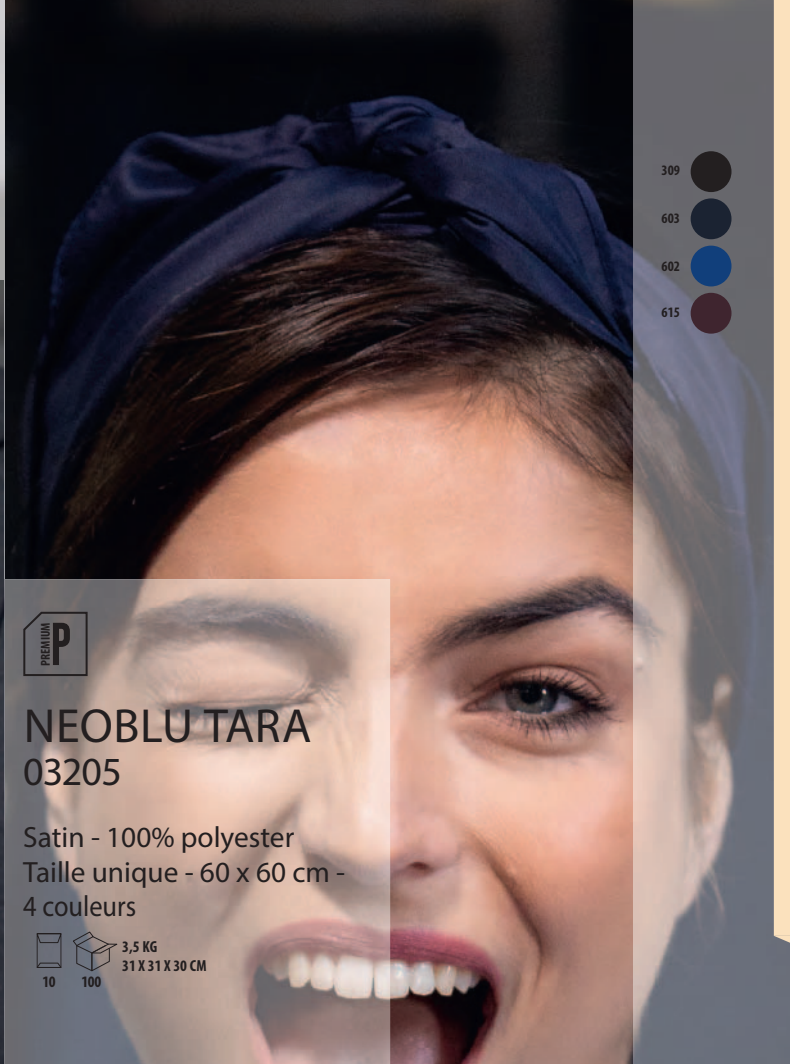 309
603
602
615
PREMIUM P
NEOBLU TARA
03205
Satin - 100% polyester
Taille unique - 60 x 60 cm -
4 couleurs
3,5 KG
31 X 31 X 30 CM
10 100